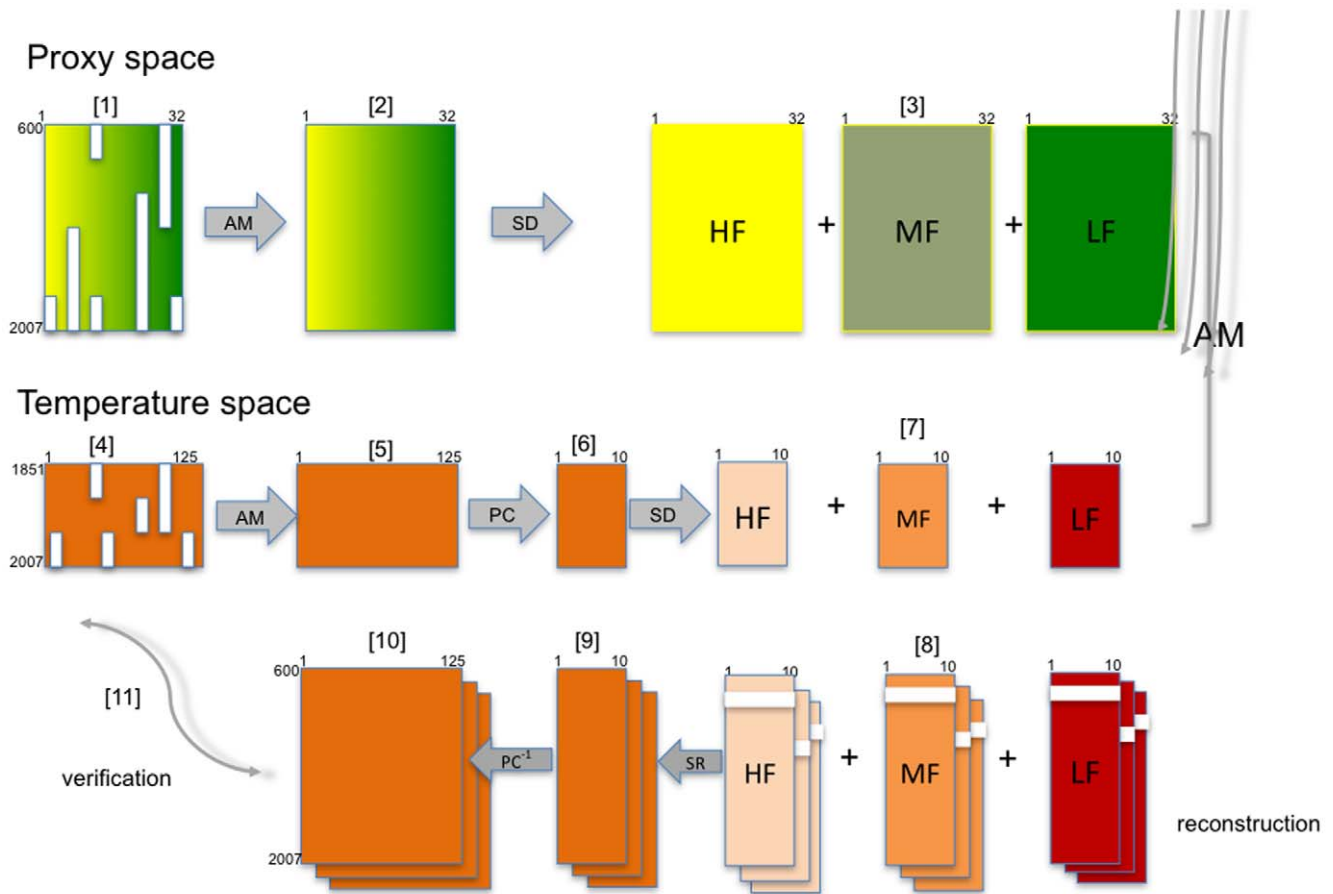 Proxy space
[1] [2] [3]
1 32 1 32 1 32 1 32 1 32
600
AM SD HF + MF + LF
2007
AM
Temperature space
[4] [5] [6] [7]
1 125 1 125 1 10 1 10 1 10 1 10
1851
AM PC SD HF + MF + LF
2007
[10] [9] [8]
1 125 1 10 1 10 1 10 1 10
600
[11]
PC-1 SR HF + MF + LF
verification
reconstruction
2007